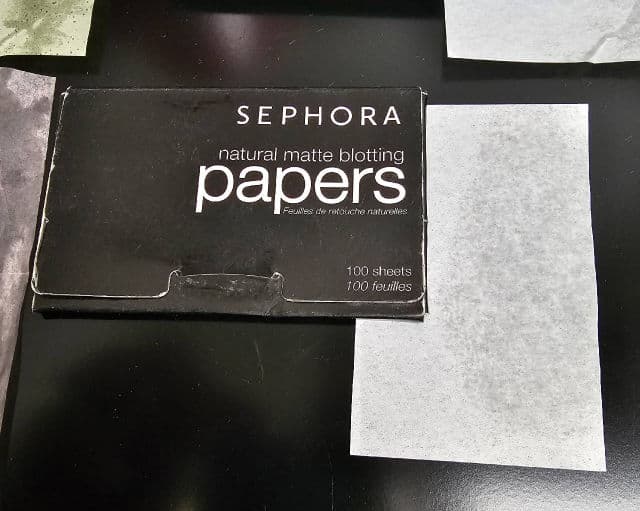 SEPHORA
natural matte blotting
papers
Feuilles de retouche naturelles
100 sheets
100 feuilles